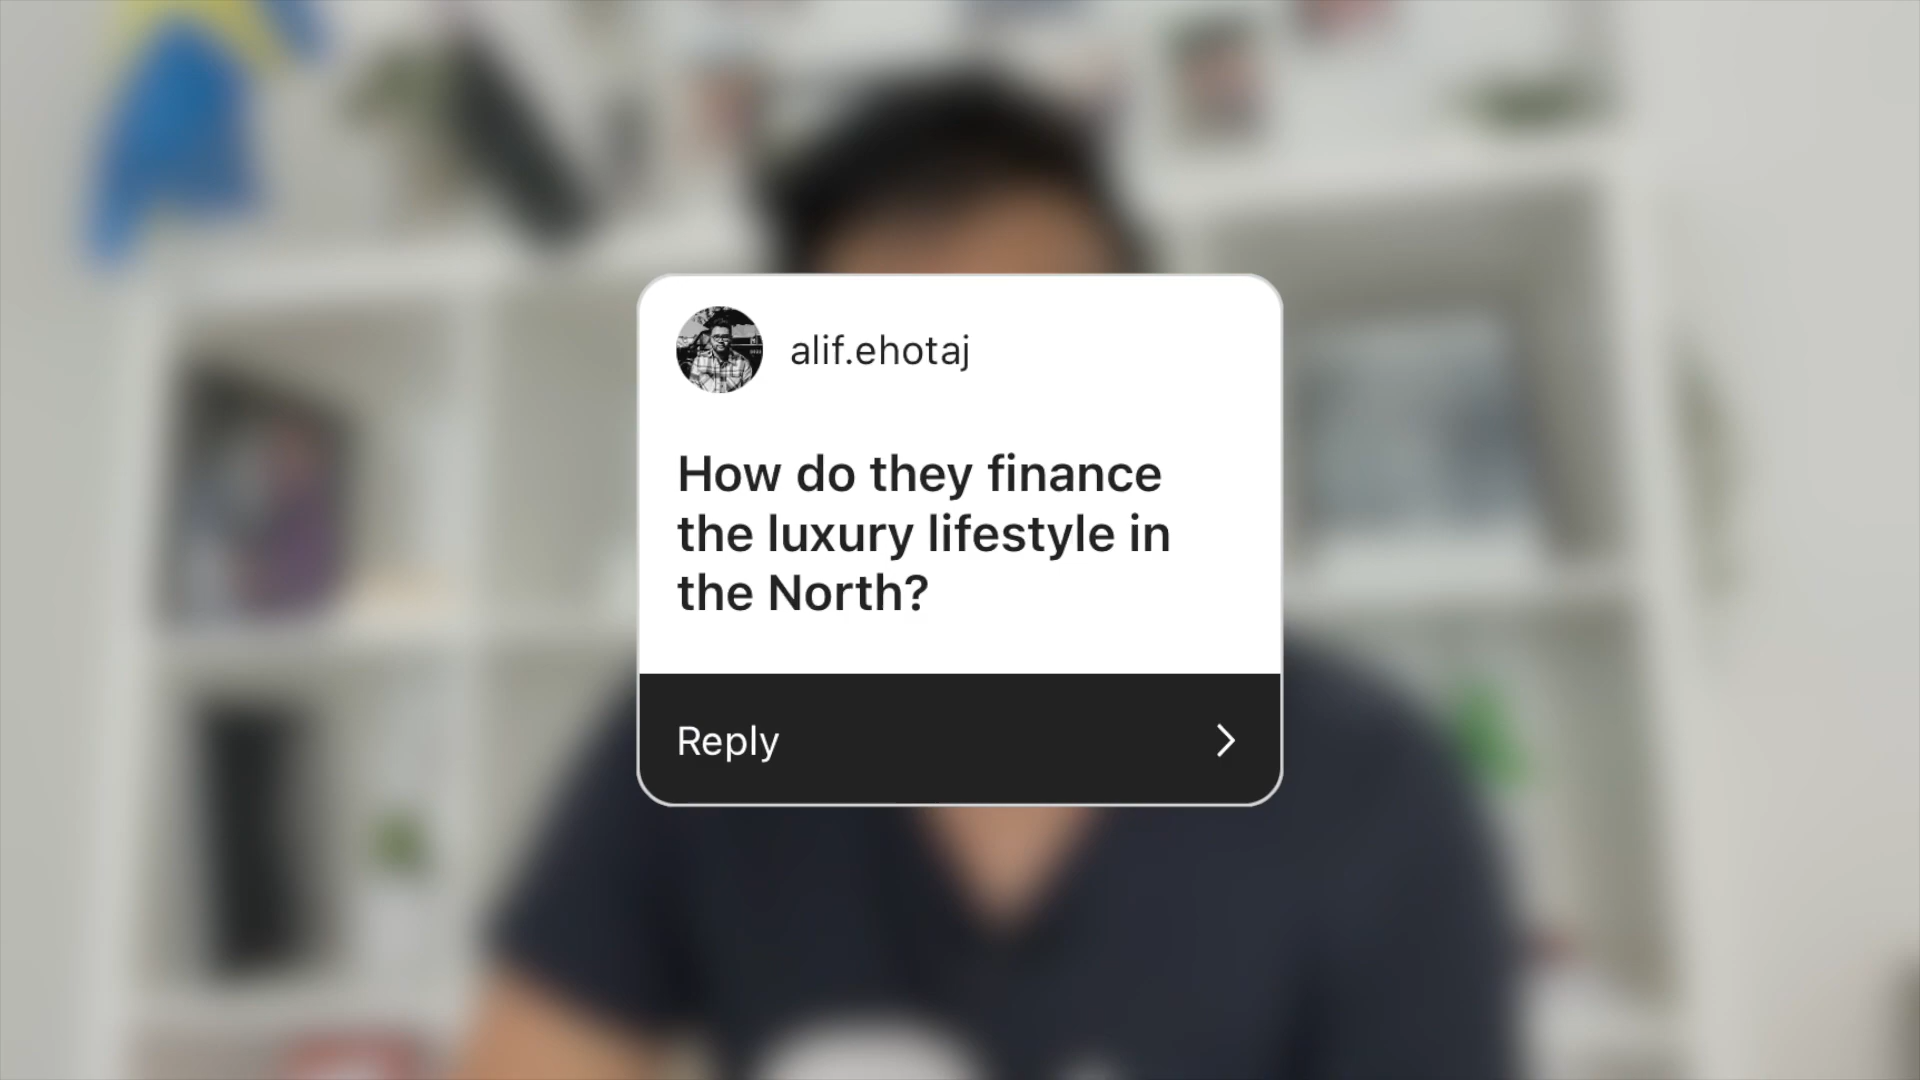 alif.ehotaj
How do they finance
the luxury lifestyle in
the North?
Reply